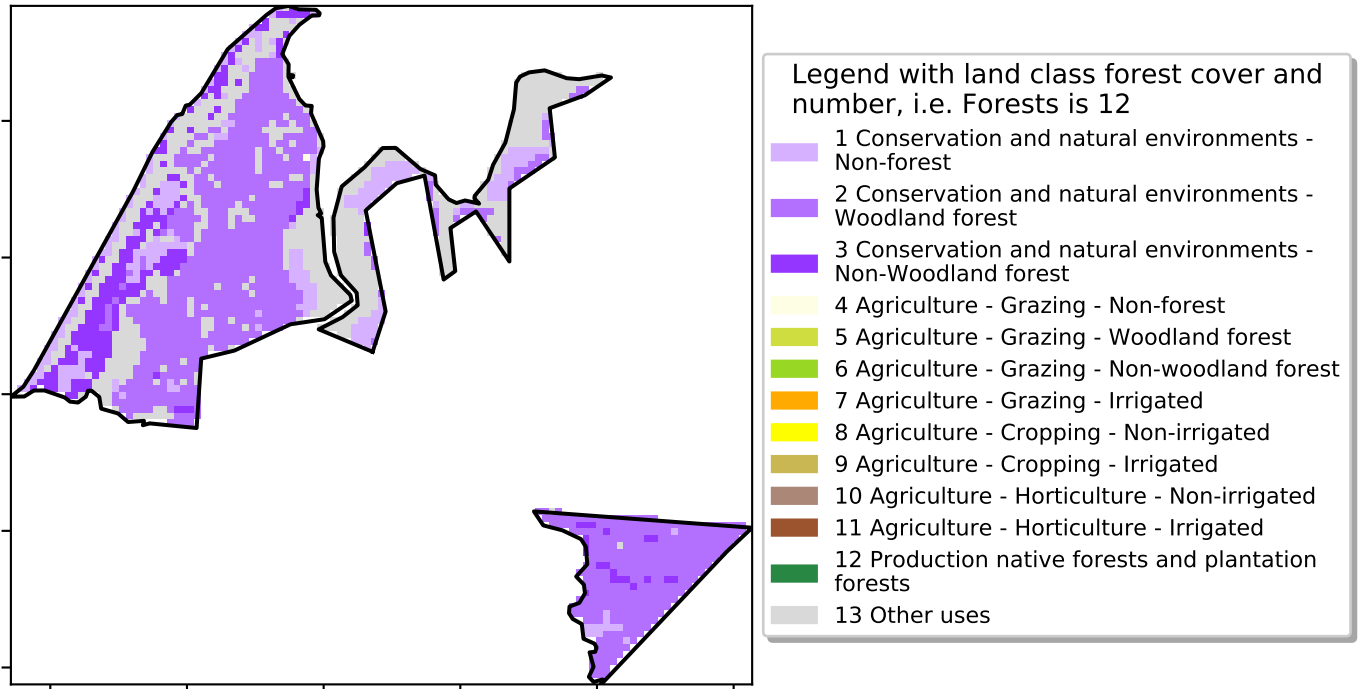 Legend with land class forest cover and
number, i.e. Forests is 12
1 Conservation and natural environments -
Non-forest
2 Conservation and natural environments -
Woodland forest
3 Conservation and natural environments -
Non-Woodland forest
4 Agriculture - Grazing - Non-forest
5 Agriculture - Grazing - Woodland forest
6 Agriculture - Grazing - Non-woodland forest
7 Agriculture - Grazing - Irrigated
8 Agriculture - Cropping - Non-irrigated
9 Agriculture - Cropping - Irrigated
10 Agriculture - Horticulture - Non-irrigated
11 Agriculture - Horticulture - Irrigated
12 Production native forests and plantation
forests
13 Other uses